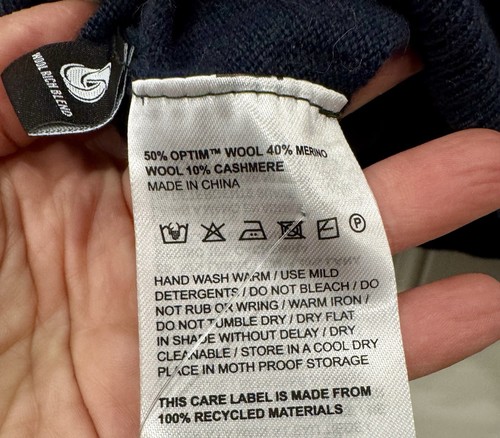 WOOL RICH BLEND
50% OPTIM™ WOOL 40% MERINO
WOOL 10% CASHMERE
MADE IN CHINA
P
HAND WASH WARM / USE MILD
DETERGENTS / DO NOT BLEACH / DO
NOT RUB OR WRING / WARM IRON /
DO NOT TUMBLE DRY / DRY FLAT
IN SHADE WITHOUT DELAY / DRY
CLEANABLE / STORE IN A COOL DRY
PLACE IN MOTH PROOF STORAGE
THIS CARE LABEL IS MADE FROM
100% RECYCLED MATERIALS